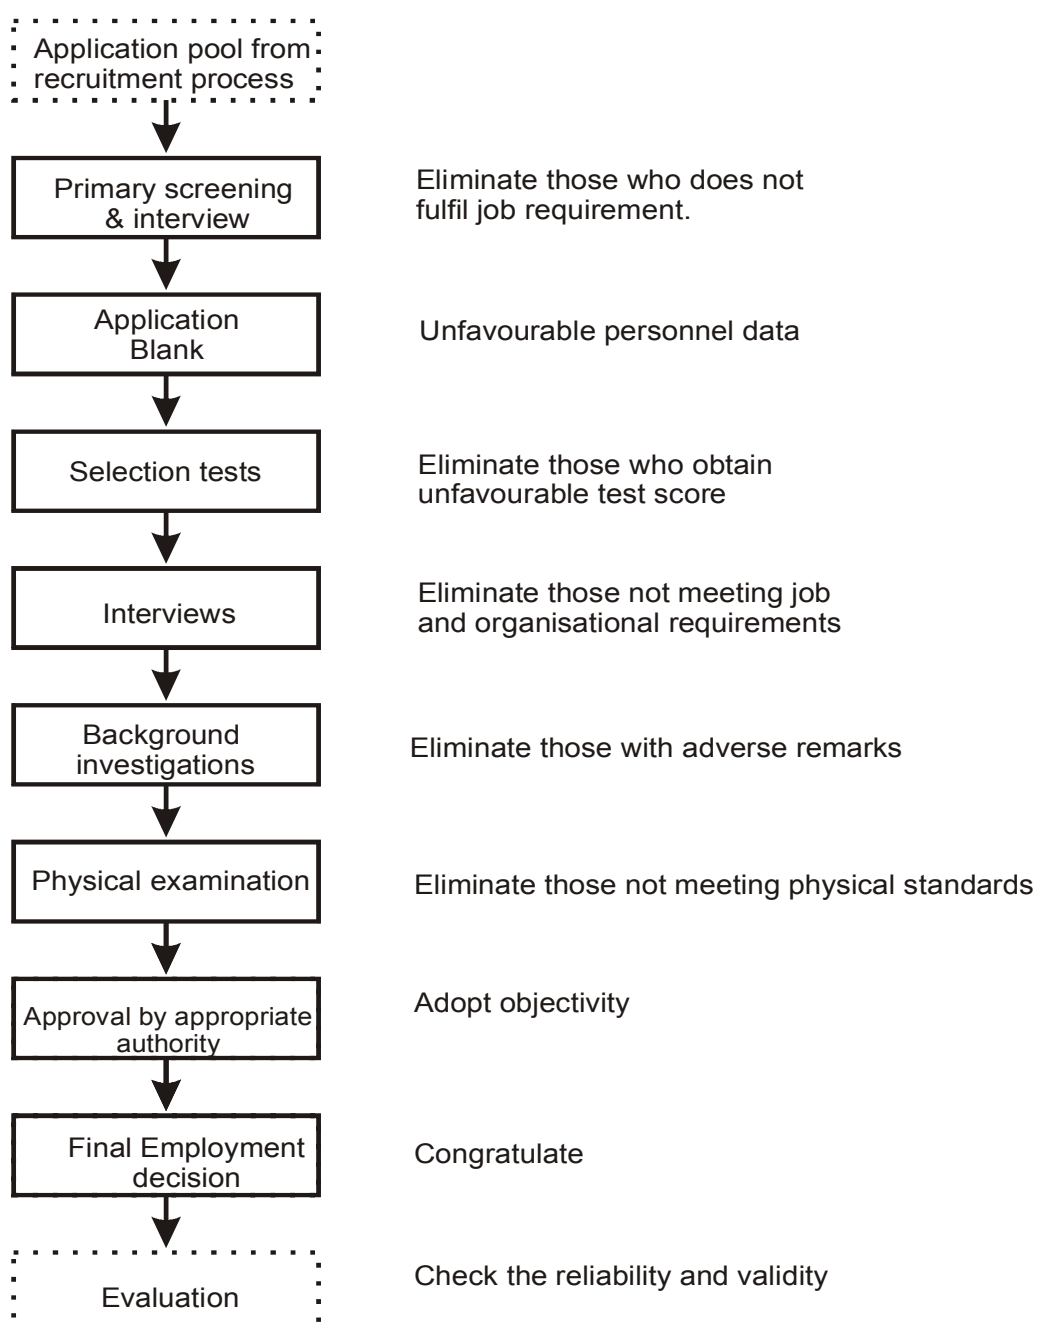 Application pool from
recruitment process
Primary screening
& interview
Eliminate those who does not
fulfil job requirement.
Application
Blank
Unfavourable personnel data
Selection tests
Eliminate those who obtain
unfavourable test score
Interviews
Eliminate those not meeting job
and organisational requirements
Background
investigations
Eliminate those with adverse remarks
Physical examination
Eliminate those not meeting physical standards
Approval by appropriate
authority
Adopt objectivity
Final Employment
decision
Congratulate
Evaluation
Check the reliability and validity